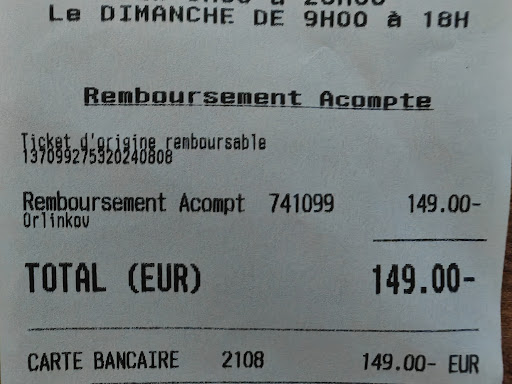 Le DIMANCHE DE 9H00 à 18H
Remboursement Acompte
Ticket d'origine remboursable
137099275320240808
Remboursement Acompt 741099 149.00-
Orlinkov
TOTAL (EUR) 149.00-
CARTE BANCAIRE 2108 149.00- EUR